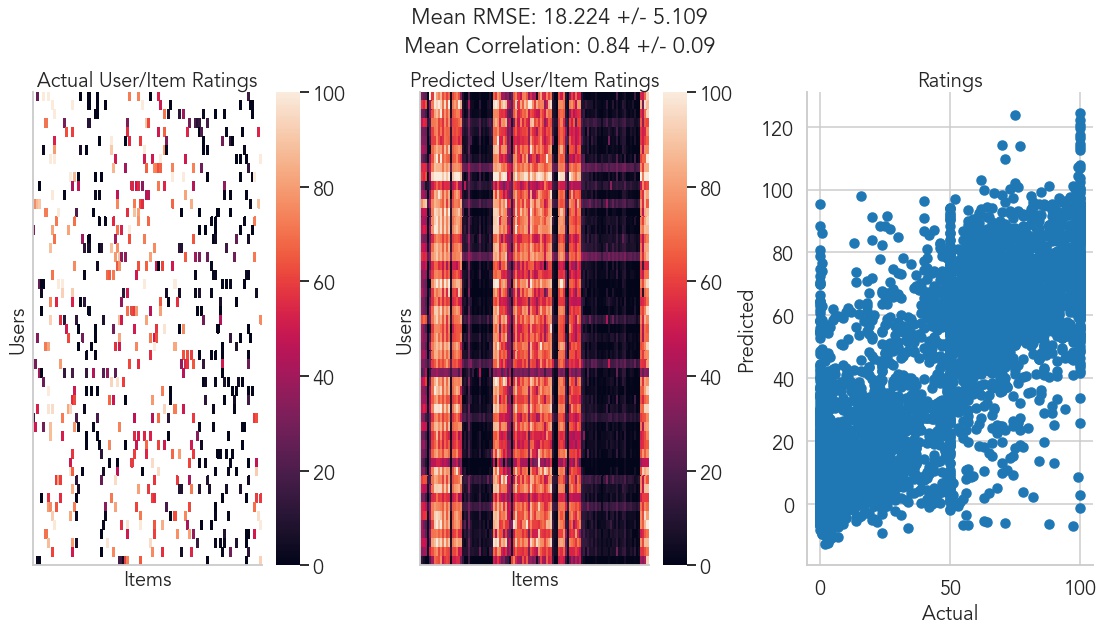 Mean RMSE: 18.224 +/- 5.109
Mean Correlation: 0.84 +/- 0.09
Actual User/Item Ratings
Predicted User/Item Ratings
Ratings
Users
Items
100
80
60
40
20
0
Users
Items
100
80
60
40
20
0
Predicted
120
100
80
60
40
20
0
0
50
100
Actual